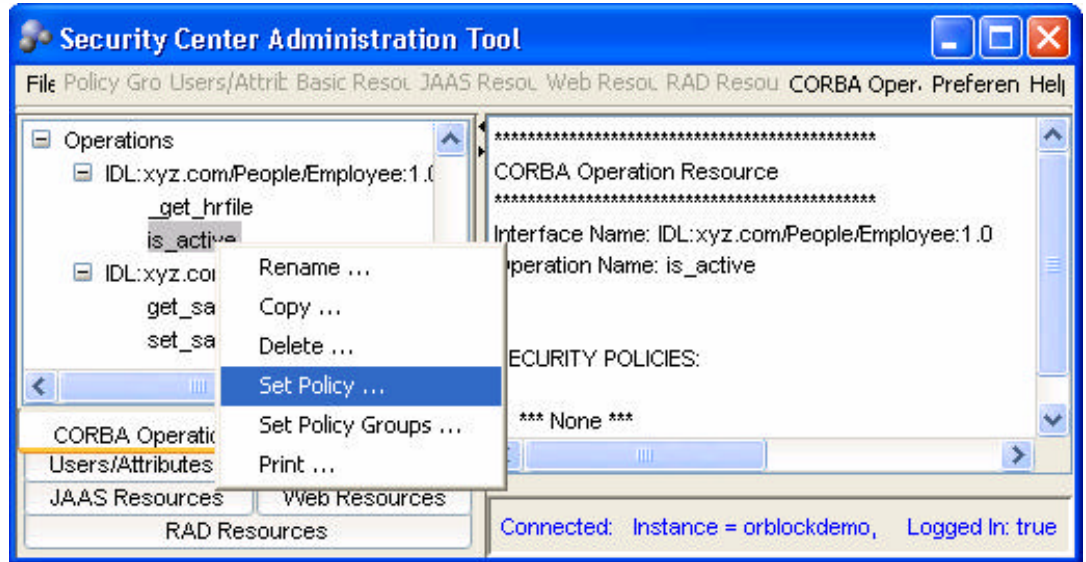 Security Center Administration Tool
File Policy Gro Users/Attrib Basic Resou JAAS Resou Web Resou RAD Resou CORBA Oper Preferen Help
Operations
IDL:xyz.com/People/Employee:1.0
_get_hrfile
is_active
IDL:xyz.co
get_sa
set_sa
Rename ...
Copy ...
Delete ...
Set Policy ...
Set Policy Groups ...
Print ...
CORBA Operatio
Users/Attributes
JAAS Resources Web Resources
RAD Resources
**********************************************
CORBA Operation Resource
**********************************************
Interface Name: IDL:xyz.com/People/Employee:1.0
Operation Name: is_active
ECURITY POLICIES:
*** None ***
Connected: Instance = orblockdemo, Logged In: true